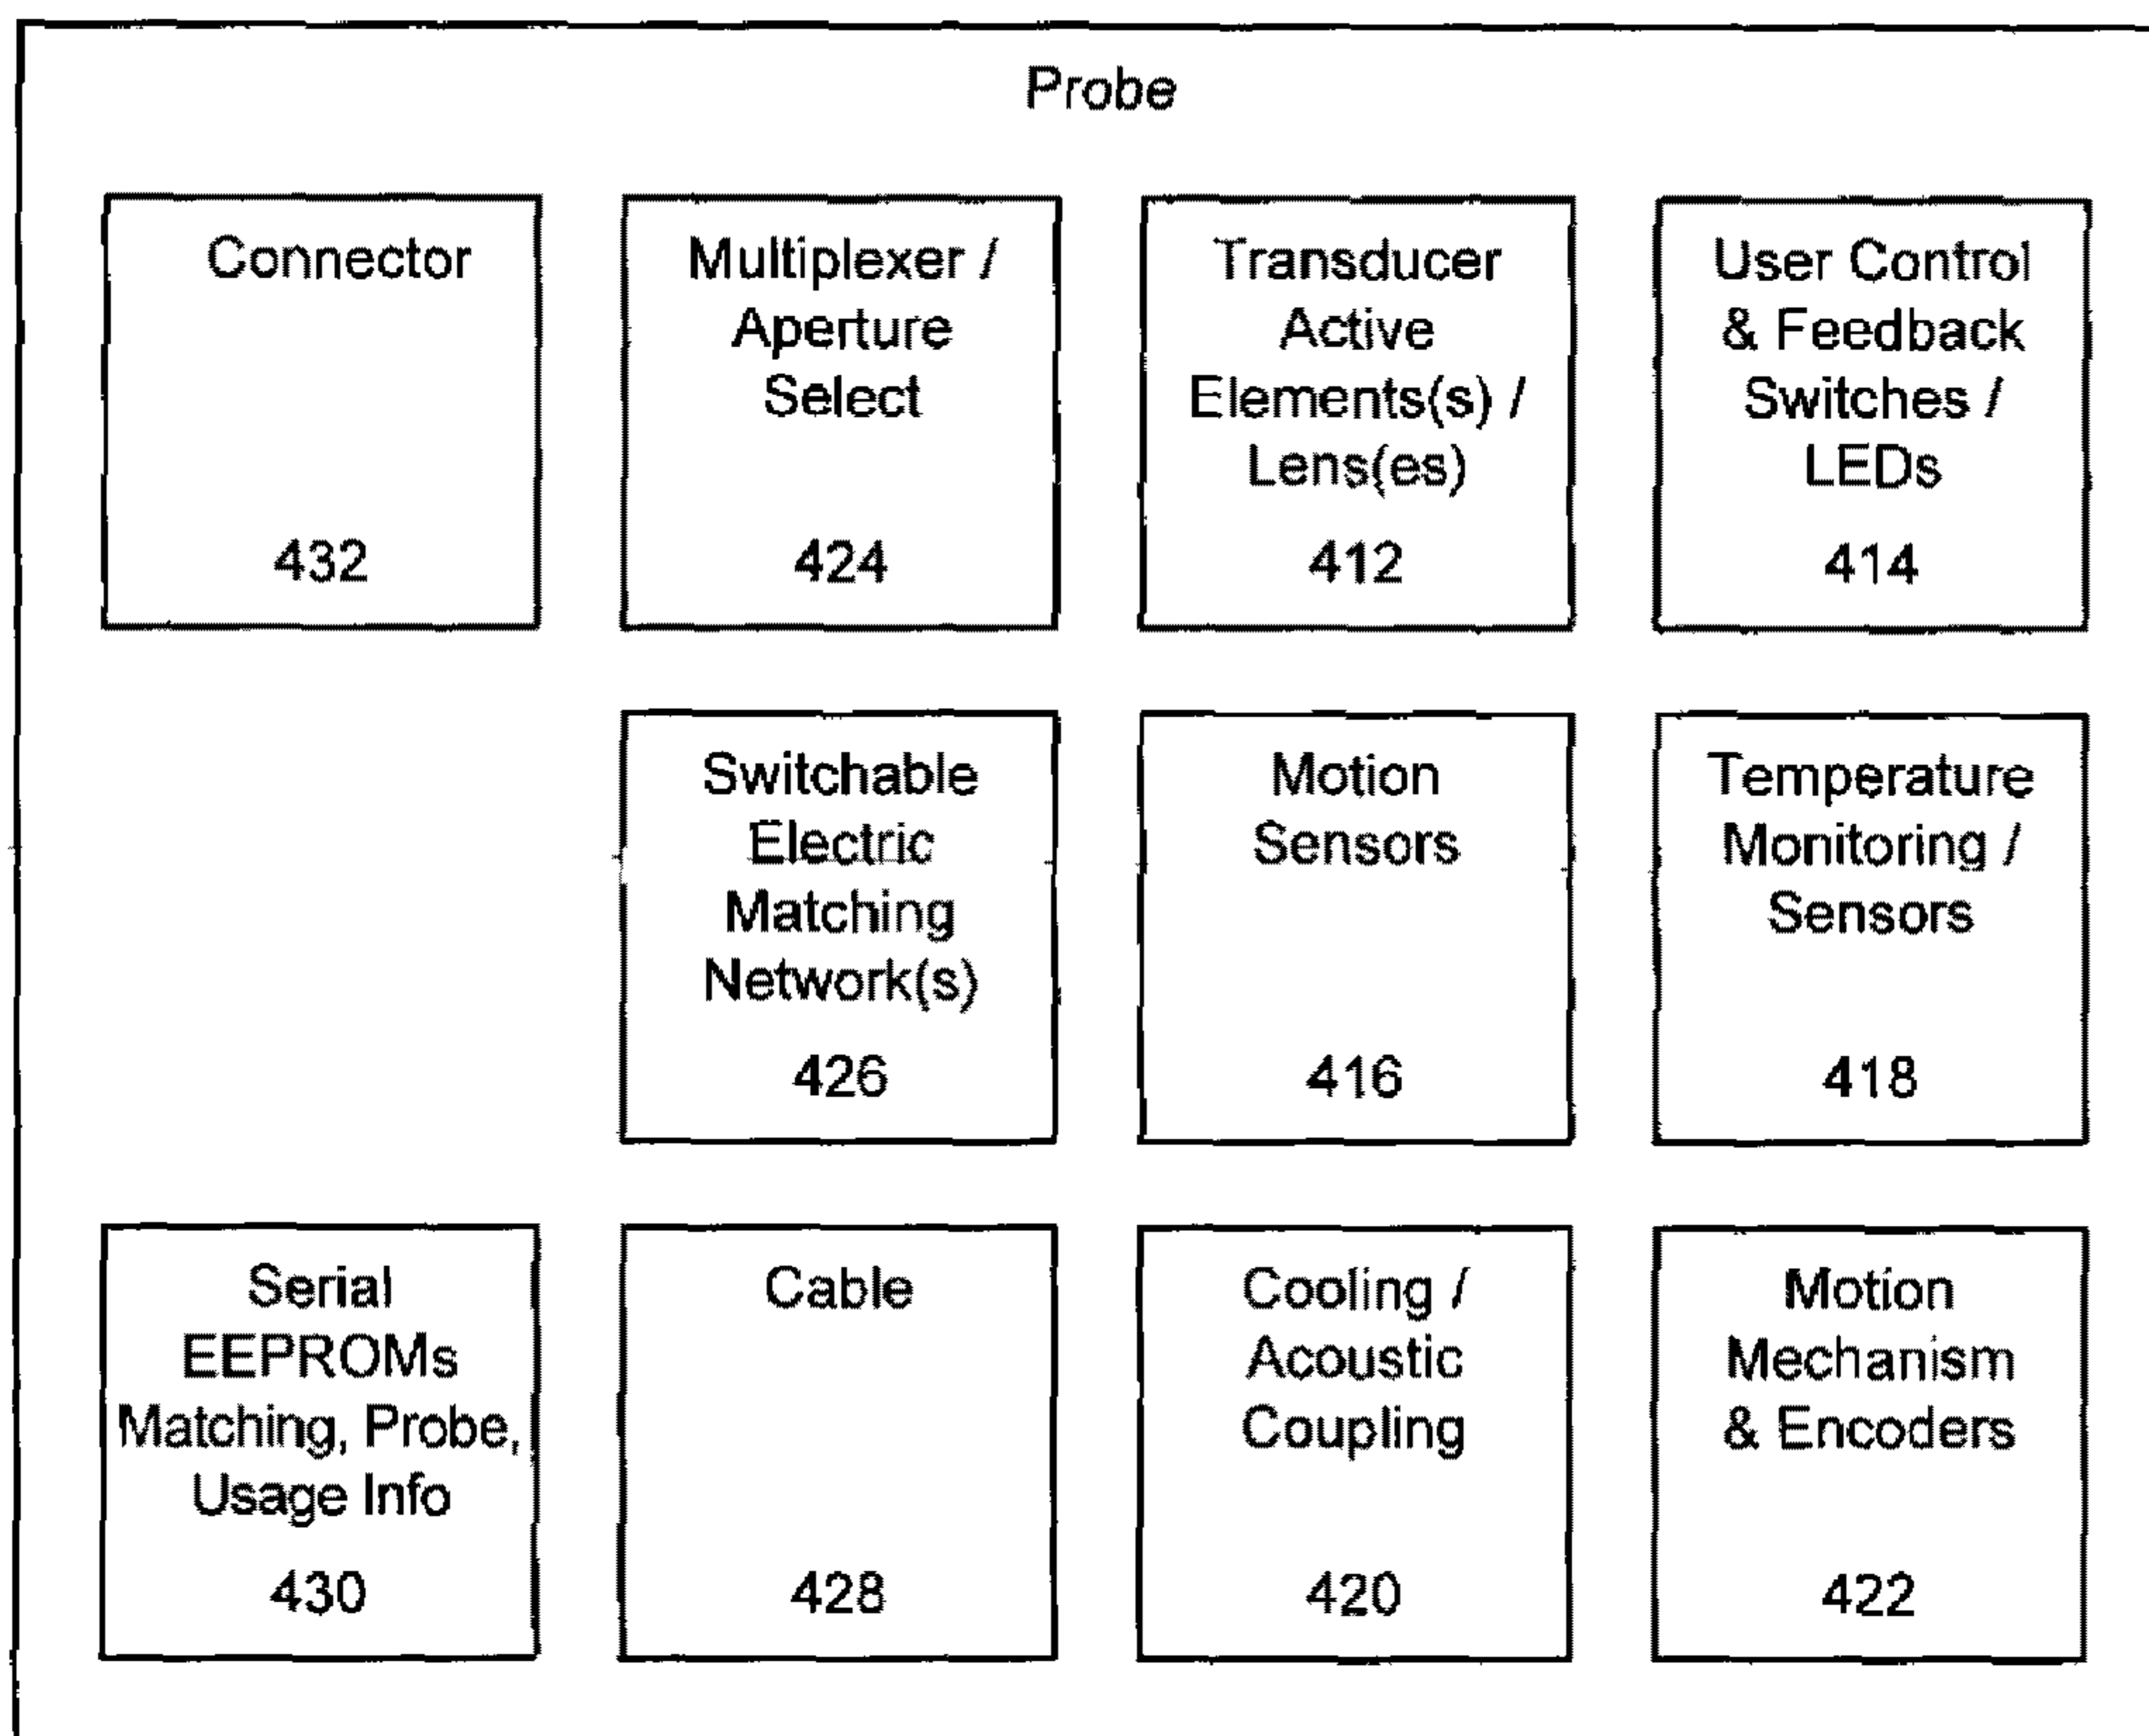 Probe
Connector
432
Multiplexer /
Aperture
Select
424
Transducer
Active
Elements(s) /
Lens(es)
412
User Control
& Feedback
Switches /
LEDs
414
Switchable
Electric
Matching
Network(s)
426
Motion
Sensors
416
Temperature
Monitoring /
Sensors
418
Serial
EEPROMs
Matching, Probe,
Usage Info
430
Cable
428
Cooling /
Acoustic
Coupling
420
Motion
Mechanism
& Encoders
422